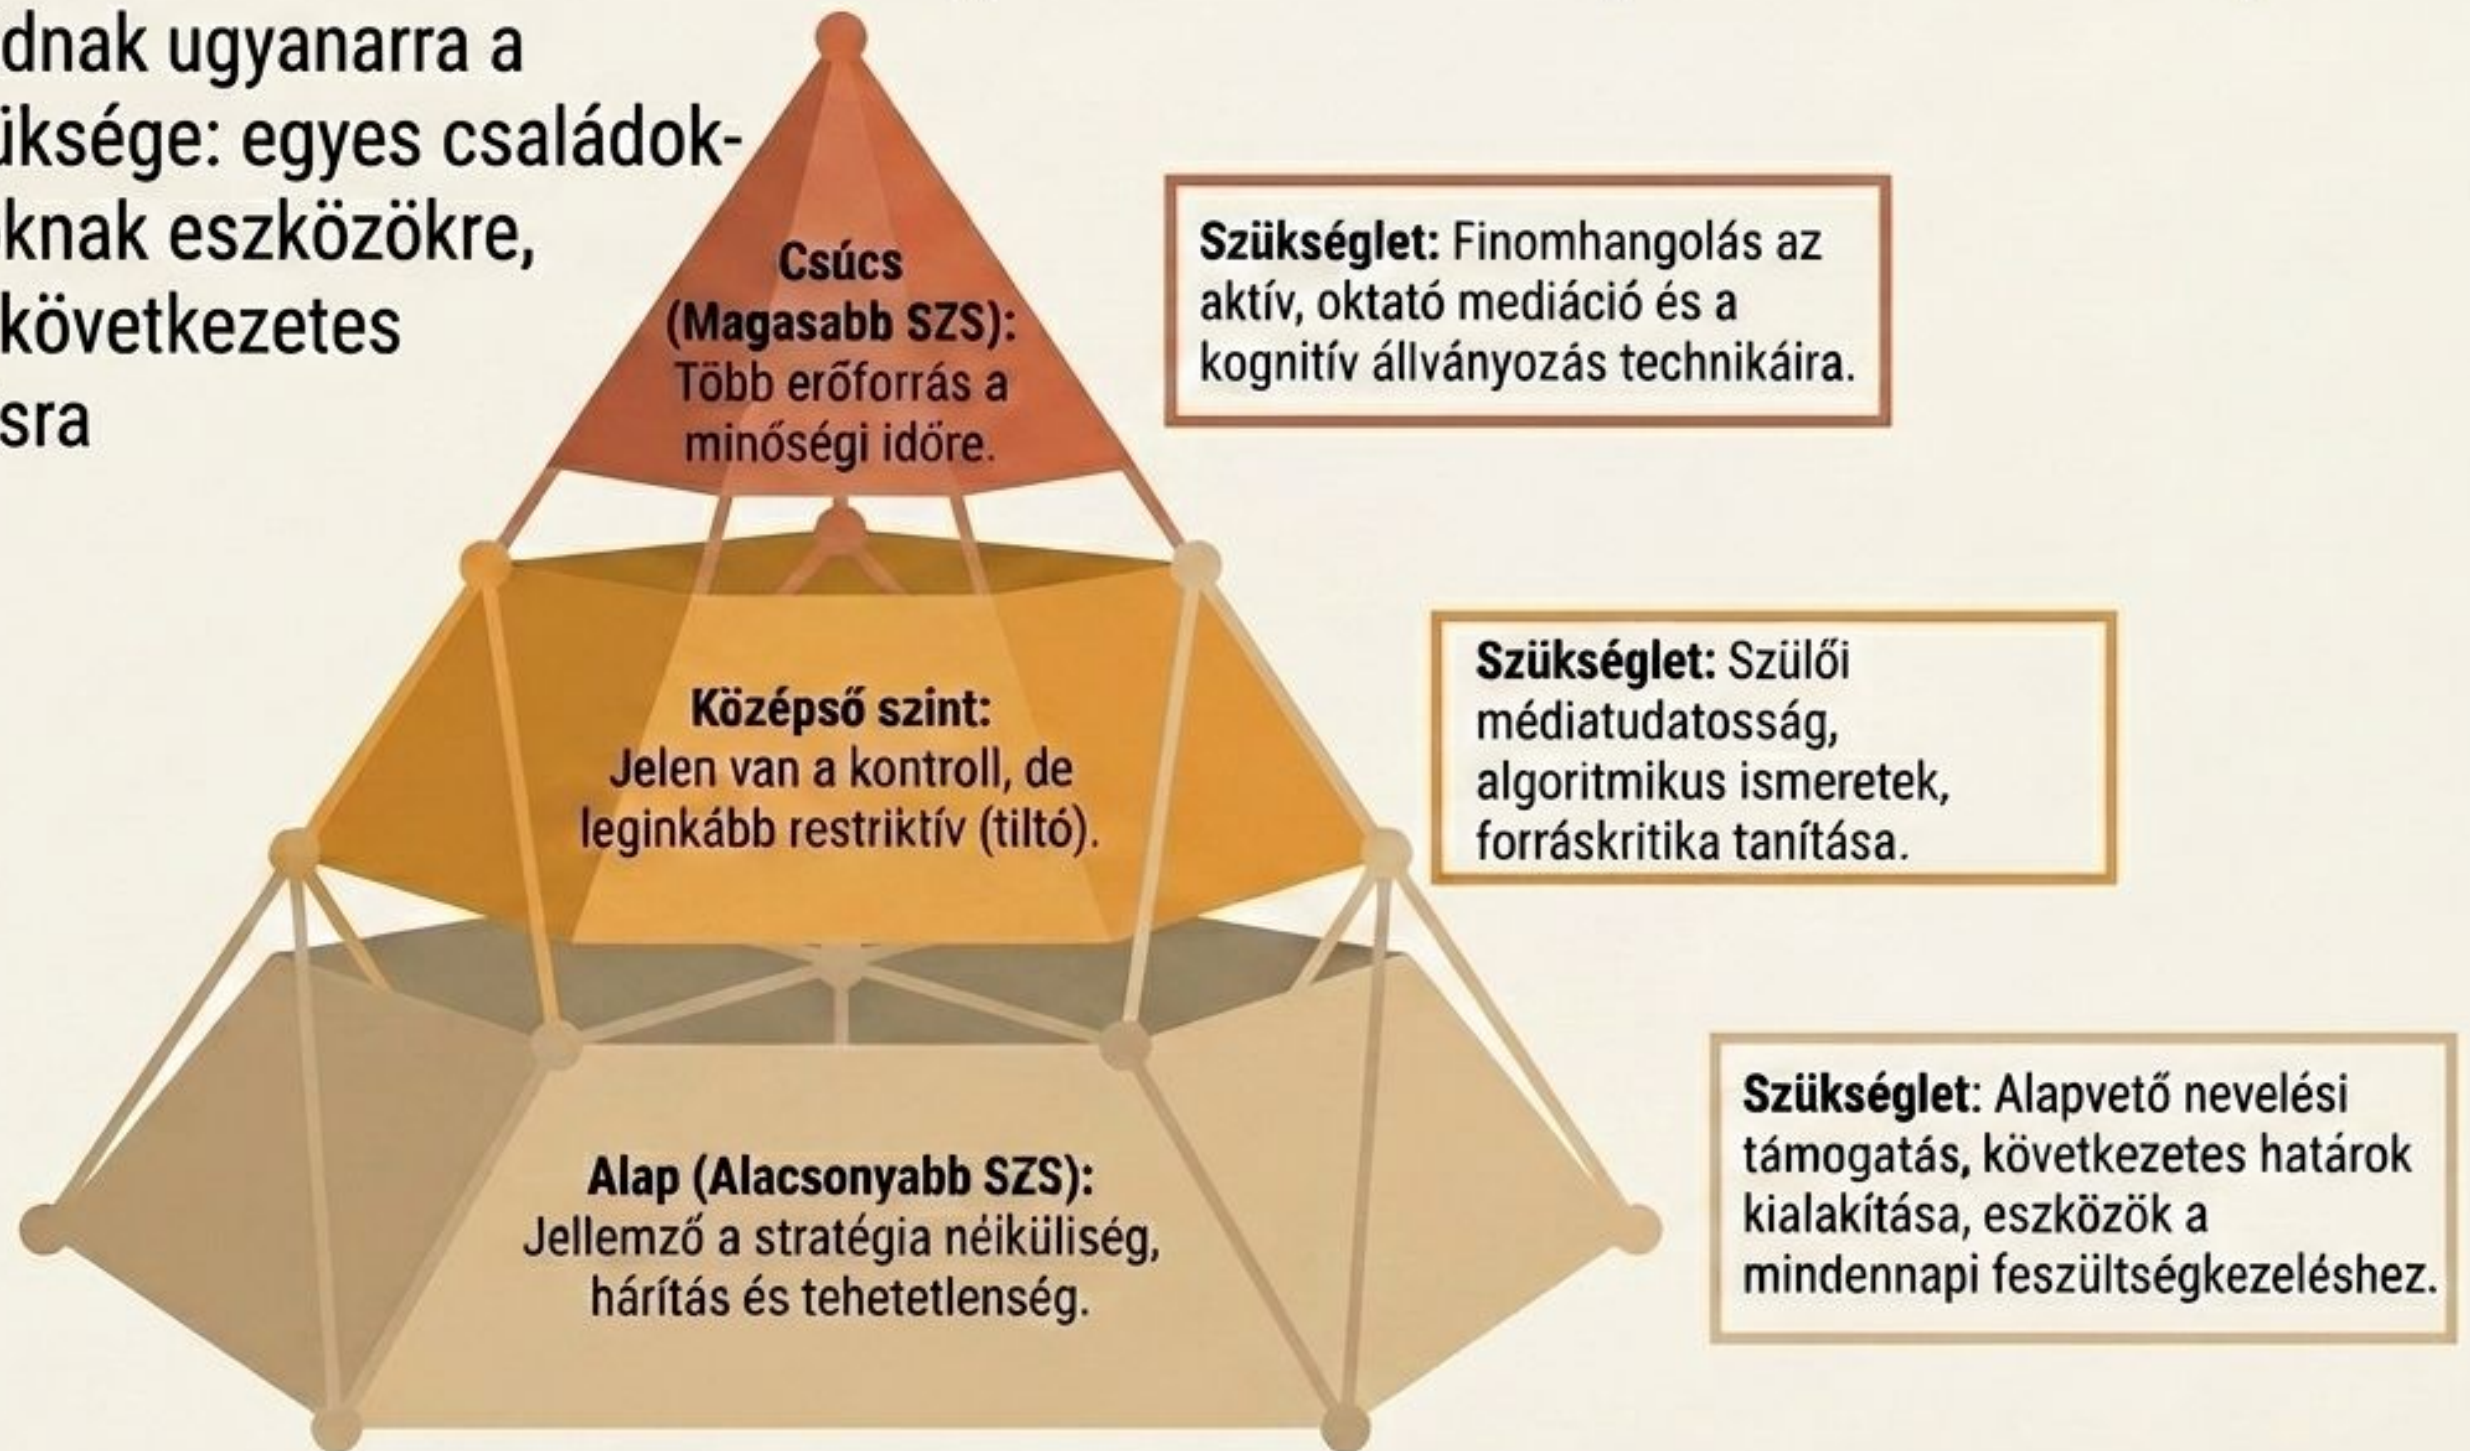 dnak ugyanarra a
üksége: egyes családok-
knak eszközökre,
következetes
sra
Csúcs
(Magasabb SZS):
Több erőforrás a
minőségi időre.
Szükséglet: Finomhangolás az
aktív, oktató mediáció és a
kognitív állványozás technikáira.
Középső szint:
Jelen van a kontroll, de
leginkább restriktív (tiltó).
Szükséglet: Szülői
médiatudatosság,
algoritmikus ismeretek,
forráskritika tanítása.
Alap (Alacsonyabb SZS):
Jellemző a stratégia néiküliség,
hárítás és tehetetlenség.
Szükséglet: Alapvető nevelési
támogatás, következetes határok
kialakítása, eszközök a
mindennapi feszültségkezeléshez.